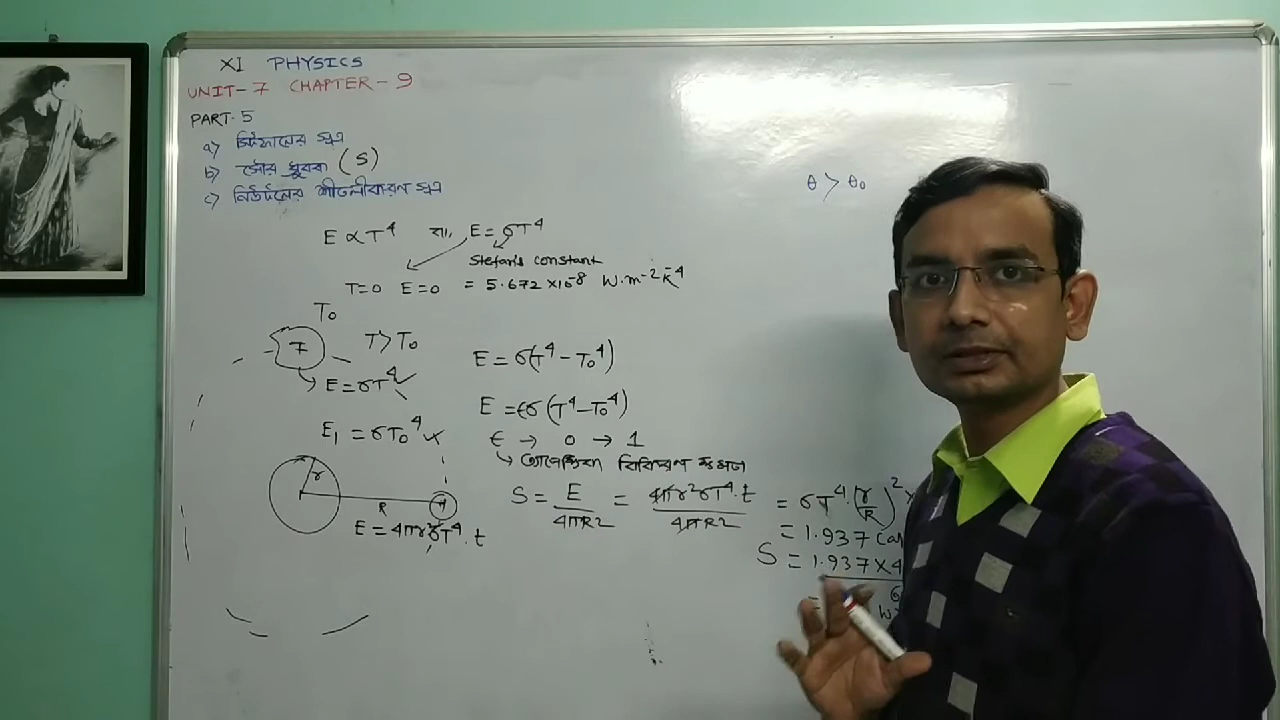 XI PHYSICS
UNIT-7 CHAPTER-9
PART-5
a) স্টিফানের সূত্র
b) সৌর ধ্রুবক (S)
c) নিউটনের শীতলীকরণ সূত্র
θ > θ₀
E ∝ T⁴ বা, E = σT⁴
Stefan's constant
T=0 E=0 = 5.672 × 10⁻⁸ W.m⁻² K⁻⁴
T₀
T T > T₀ E = σ(T⁴ - T₀⁴)
E = σT⁴
E = ϵσ(T⁴ - T₀⁴)
E₁ = σT₀⁴ ϵ → 0 → 1
আপেক্ষিক বিকিরণ ক্ষমতা
r R
S = E/4πR² = 4πr²σT⁴.t/4πR² = σT⁴.(r/R)² ×
E = 4πr²σT⁴.t = 1.937 Cal
S = 1.937 × 4